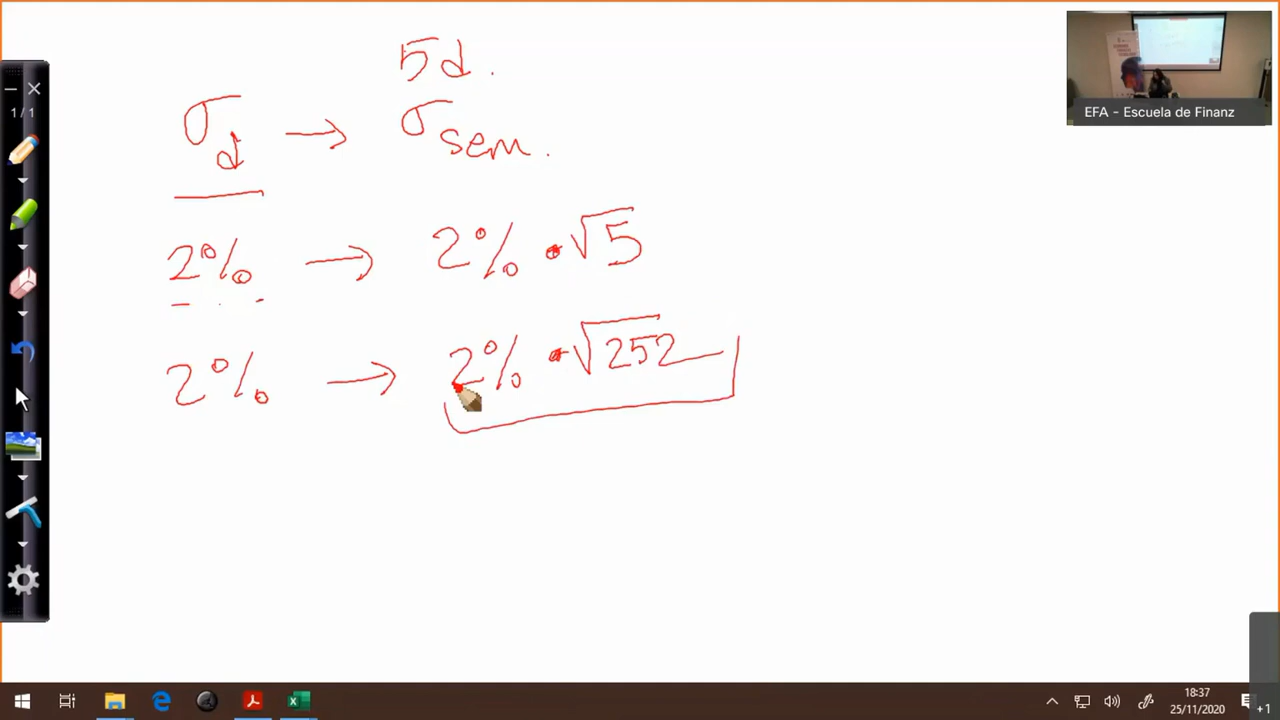 5d.
σd → σsem.
2% → 2% · √5
2% → 2% · √252
1/1
EFA - Escuela de Finanz
18:37
25/11/2020
+1